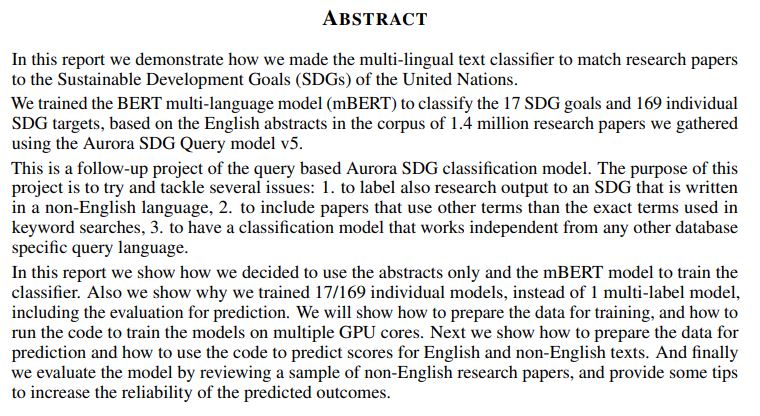 ABSTRACT
In this report we demonstrate how we made the multi-lingual text classifier to match research papers
to the Sustainable Development Goals (SDGs) of the United Nations.
We trained the BERT multi-language model (mBERT) to classify the 17 SDG goals and 169 individual
SDG targets, based on the English abstracts in the corpus of 1.4 million research papers we gathered
using the Aurora SDG Query model v5.
This is a follow-up project of the query based Aurora SDG classification model. The purpose of this
project is to try and tackle several issues: 1. to label also research output to an SDG that is written
in a non-English language, 2. to include papers that use other terms than the exact terms used in
keyword searches, 3. to have a classification model that works independent from any other database
specific query language.
In this report we show how we decided to use the abstracts only and the mBERT model to train the
classifier. Also we show why we trained 17/169 individual models, instead of 1 multi-label model,
including the evaluation for prediction. We will show how to prepare the data for training, and how to
run the code to train the models on multiple GPU cores. Next we show how to prepare the data for
prediction and how to use the code to predict scores for English and non-English texts. And finally
we evaluate the model by reviewing a sample of non-English research papers, and provide some tips
to increase the reliability of the predicted outcomes.